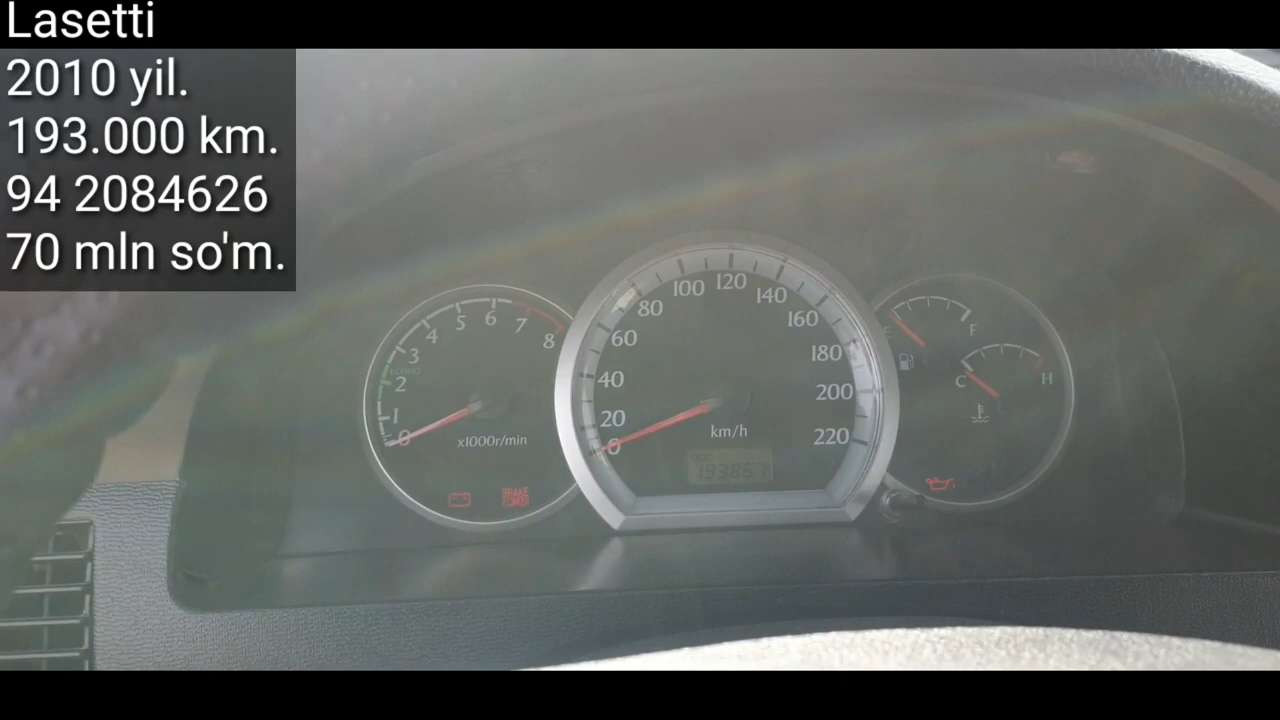 Lasetti
2010 yil.
193.000 km.
94 2084626
70 mln so'm.
0 1 2 3 4 5 6 7 8
x1000r/min
BRAKE
0 20 40 60 80 100 120 140 160 180 200 220
km/h
193867
E F
C H